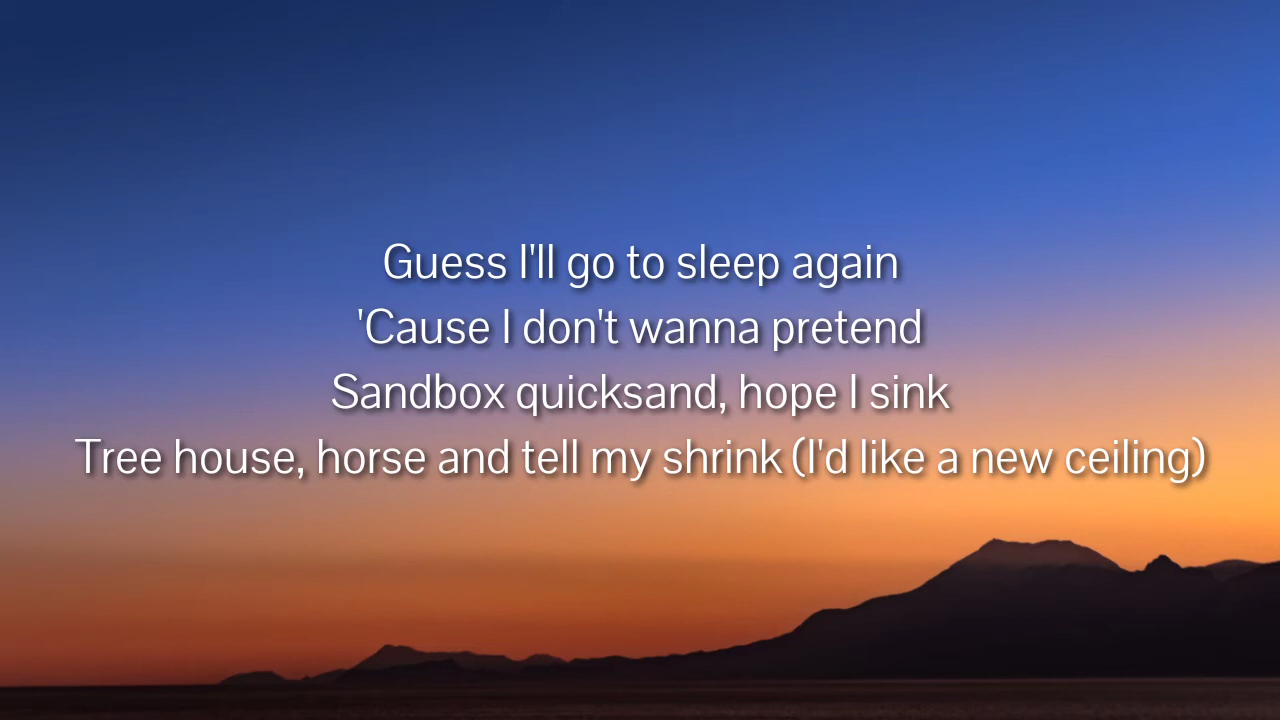 Guess I'll go to sleep again
'Cause I don't wanna pretend
Sandbox quicksand, hope I sink
Tree house, horse and tell my shrink (I'd like a new ceiling)